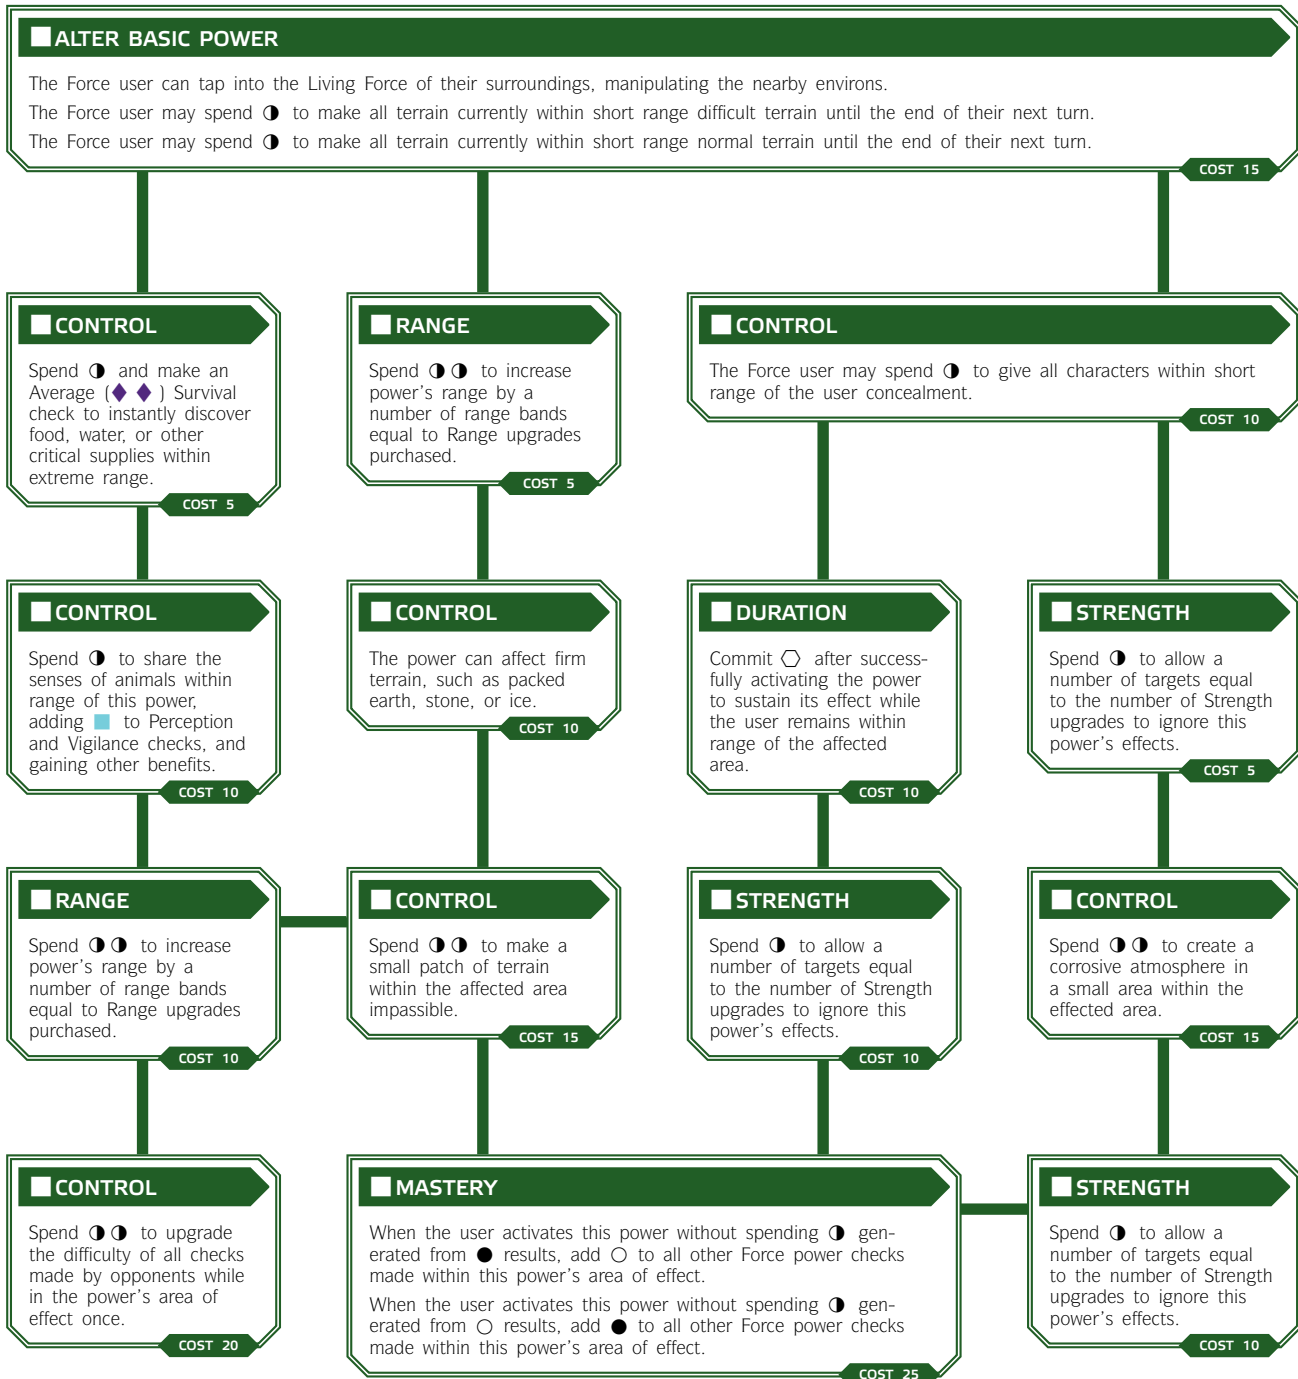 ALTER BASIC POWER
The Force user can tap into the Living Force of their surroundings, manipulating the nearby environs.
The Force user may spend ◑ to make all terrain currently within short range difficult terrain until the end of their next turn.
The Force user may spend ◑ to make all terrain currently within short range normal terrain until the end of their next turn.
COST 15
CONTROL
Spend ◑ and make an
Average (♦ ♦ ) Survival
check to instantly discover
food, water, or other
critical supplies within
extreme range.
COST 5
RANGE
Spend ◑◑ to increase
power's range by a
number of range bands
equal to Range upgrades
purchased.
COST 5
CONTROL
The Force user may spend ◑ to give all characters within short
range of the user concealment.
COST 10
CONTROL
Spend ◑ to share the
senses of animals within
range of this power,
adding ■ to Perception
and Vigilance checks, and
gaining other benefits.
COST 10
CONTROL
The power can affect firm
terrain, such as packed
earth, stone, or ice.
COST 10
DURATION
Commit ⬡ after success-
fully activating the power
to sustain its effect while
the user remains within
range of the affected
area.
COST 10
STRENGTH
Spend ◑ to allow a
number of targets equal
to the number of Strength
upgrades to ignore this
power's effects.
COST 5
RANGE
Spend ◑◑ to increase
power's range by a
number of range bands
equal to Range upgrades
purchased.
COST 10
CONTROL
Spend ◑◑ to make a
small patch of terrain
within the affected area
impassible.
COST 15
STRENGTH
Spend ◑ to allow a
number of targets equal
to the number of Strength
upgrades to ignore this
power's effects.
COST 10
CONTROL
Spend ◑◑ to create a
corrosive atmosphere in
a small area within the
effected area.
COST 15
CONTROL
Spend ◑◑ to upgrade
the difficulty of all checks
made by opponents while
in the power's area of
effect once.
COST 20
MASTERY
When the user activates this power without spending ◑ gen-
erated from ● results, add ○ to all other Force power checks
made within this power's area of effect.
When the user activates this power without spending ◑ gen-
erated from ○ results, add ● to all other Force power checks
made within this power's area of effect.
COST 25
STRENGTH
Spend ◑ to allow a
number of targets equal
to the number of Strength
upgrades to ignore this
power's effects.
COST 10